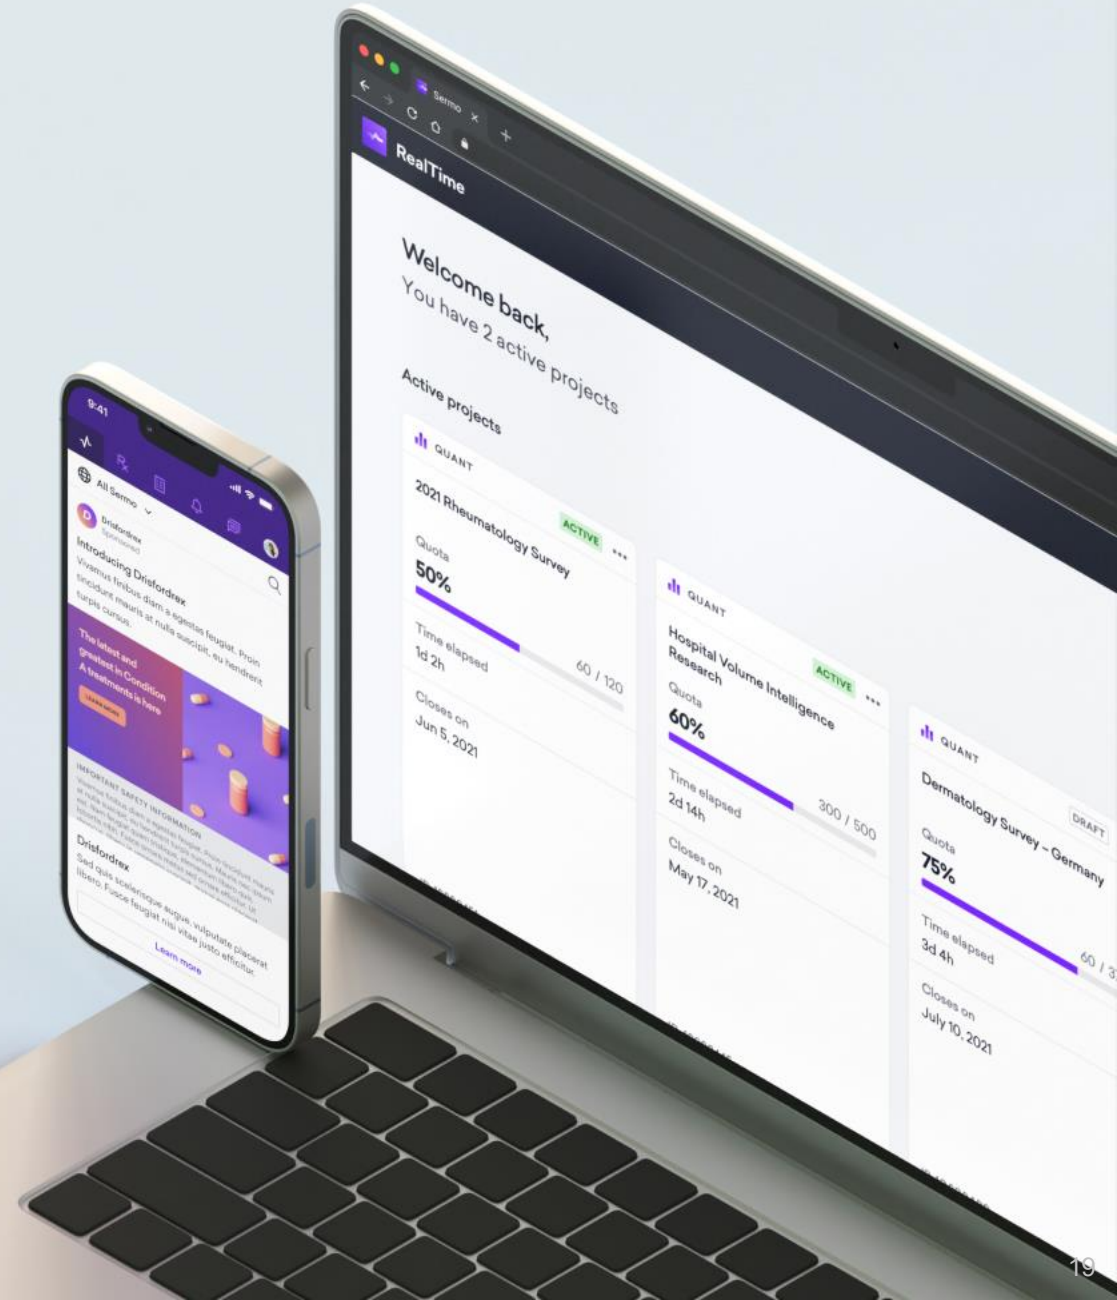 Sermo
RealTime
Welcome back,
You have 2 active projects
Active projects
QUANT
ACTIVE
2021 Rheumatology Survey
Quota
50%
60 / 120
Time elapsed
1d 2h
Closes on
Jun 5, 2021
QUANT
ACTIVE
Hospital Volume Intelligence
Research
Quota
60%
300 / 500
Time elapsed
2d 14h
Closes on
May 17, 2021
QUANT
DRAFT
Dermatology Survey – Germany
Quota
75%
60 / 3
Time elapsed
3d 4h
Closes on
July 10, 2021
9:41
All Sermo
D
Drisfordrex
Sponsored
Introducing Drisfordrex
Vivamus finibus diam a egestas feugiat. Proin
tincidunt mauris at nulla suscipit, eu hendrerit
turpis cursus.
The latest and
greatest in Condition
A treatments is here
LEARN MORE
IMPORTANT SAFETY INFORMATION
Drisfordrex
Sed quis scelerisque augue, vulputate placerat
libero. Fusce feugiat nisi vitae justo efficitur.
Learn more
19